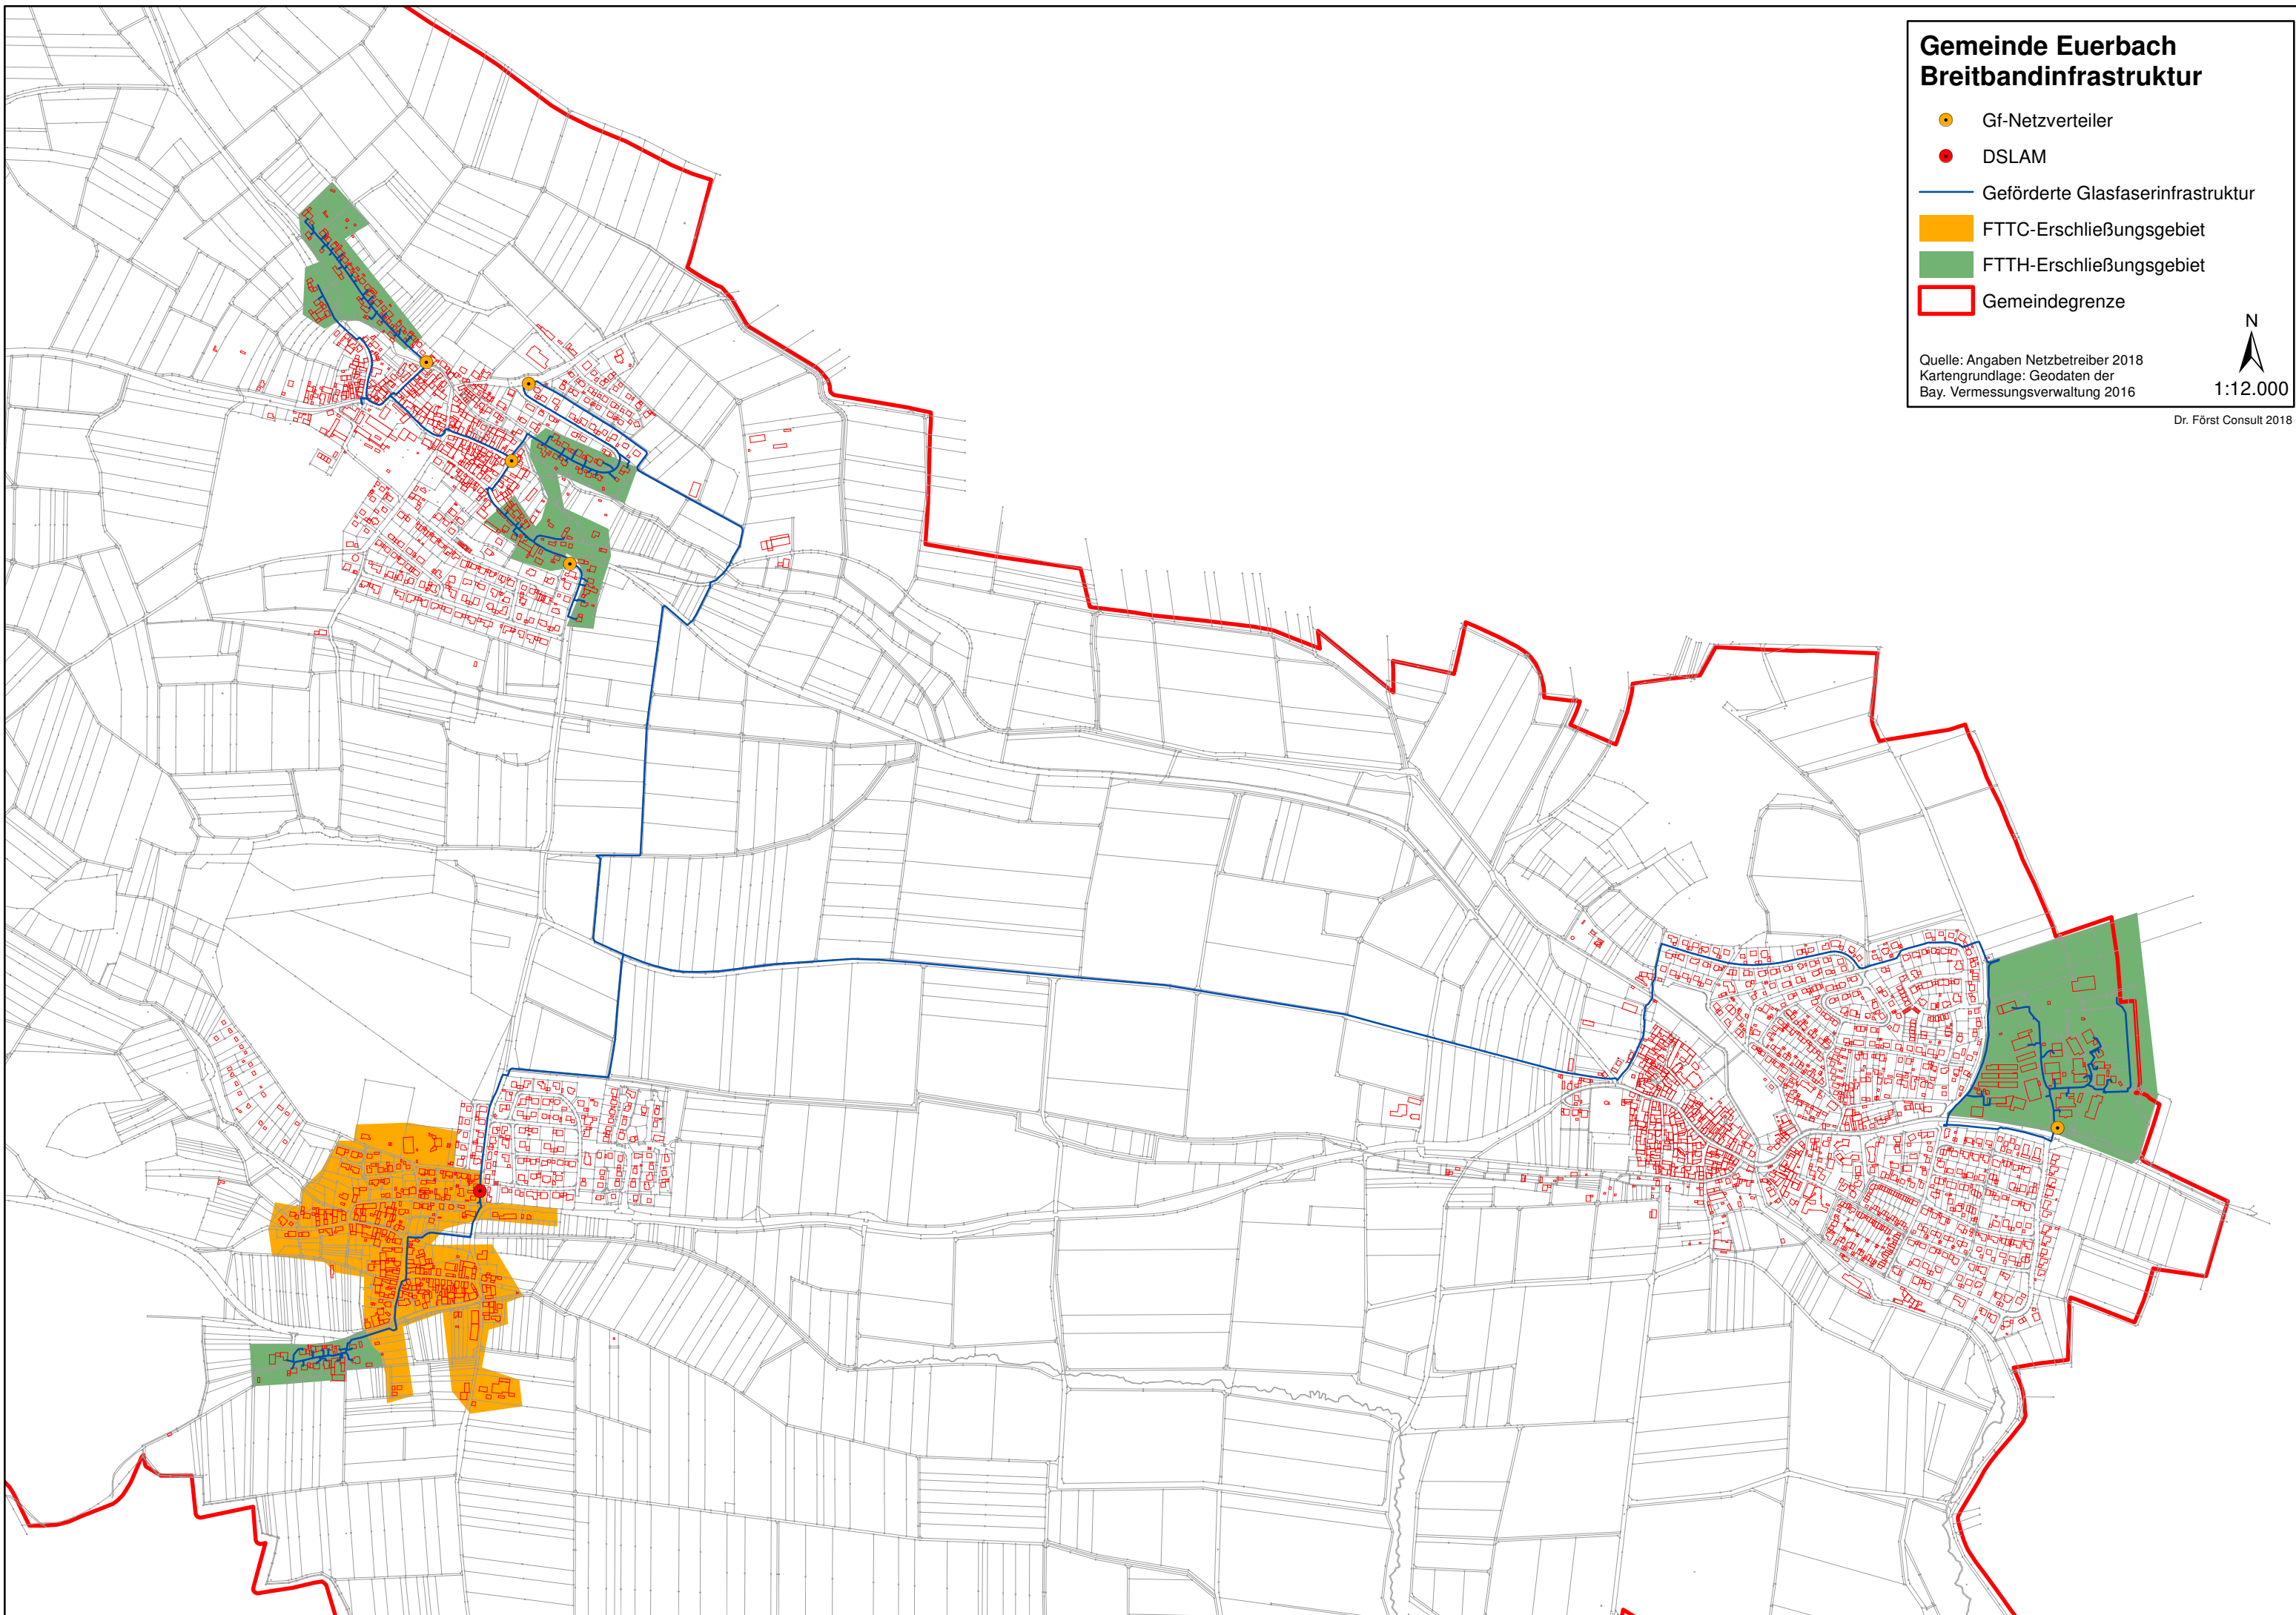 Gemeinde Euerbach
Breitbandinfrastruktur
Gf-Netzverteiler
DSLAM
Geförderte Glasfaserinfrastruktur
FTTC-Erschließungsgebiet
FTTH-Erschließungsgebiet
Gemeindegrenze
N
Quelle: Angaben Netzbetreiber 2018
Kartengrundlage: Geodaten der
Bay. Vermessungsverwaltung 2016
1:12.000
Dr. Först Consult 2018